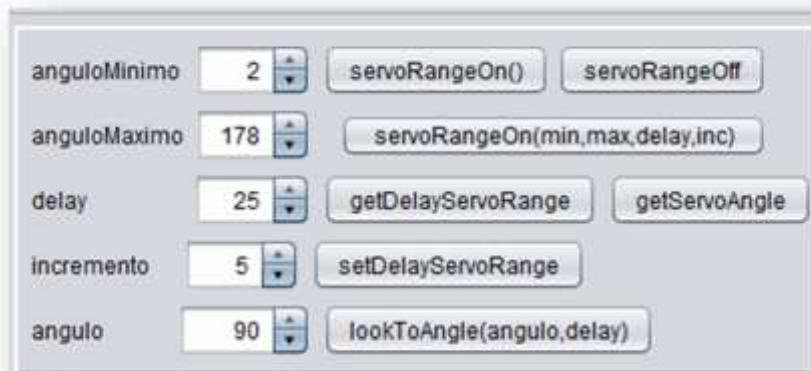 anguloMinimo 2 servoRangeOn() servoRangeOff
anguloMaximo 178 servoRangeOn(min,max,delay,inc)
delay 25 getDelayServoRange getServoAngle
incremento 5 setDelayServoRange
angulo 90 lookToAngle(angulo,delay)